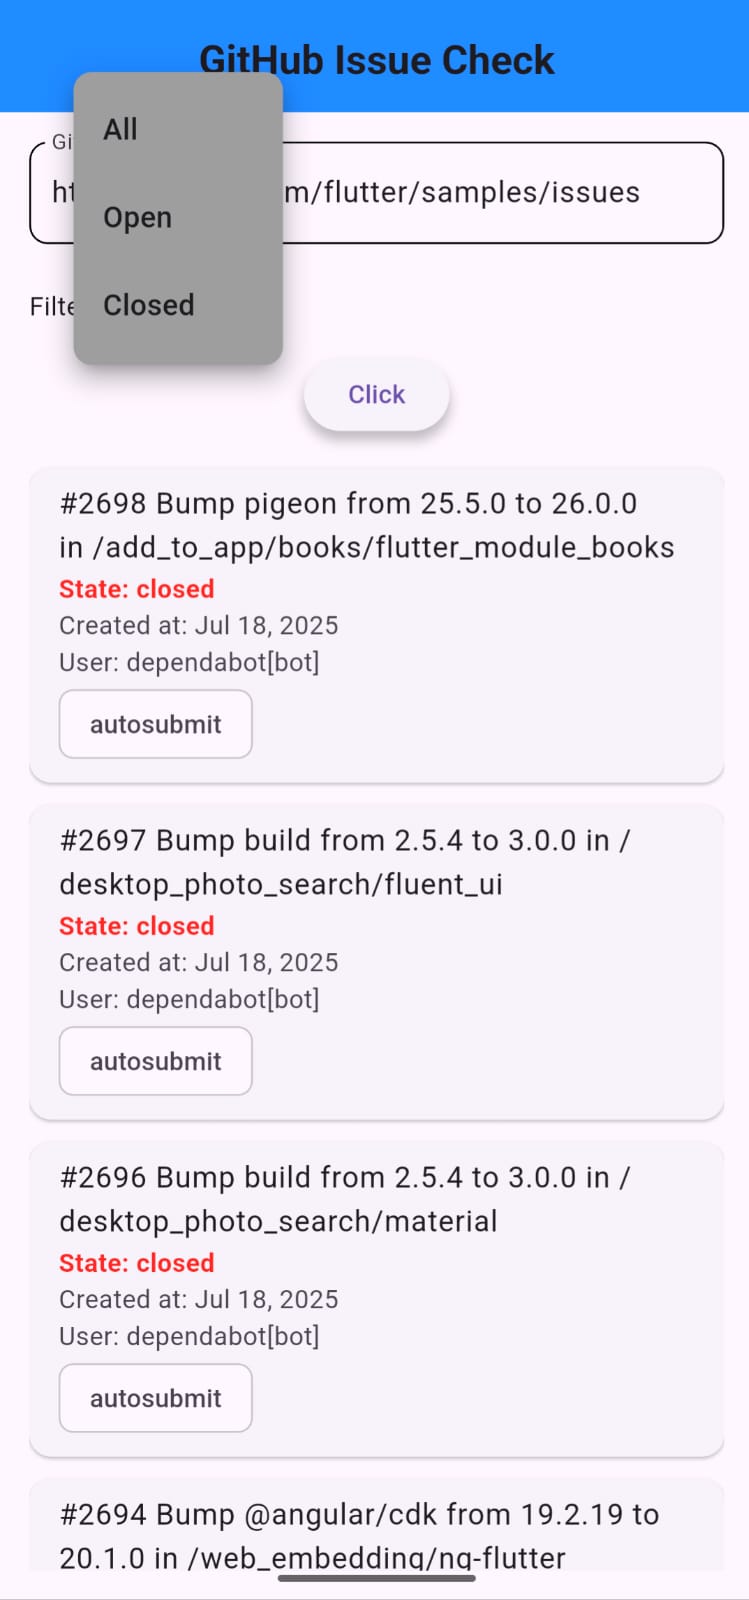 GitHub Issue Check
All
Gi
ht m/flutter/samples/issues
Open
Filte
Closed
Click
#2698 Bump pigeon from 25.5.0 to 26.0.0
in /add_to_app/books/flutter_module_books
State: closed
Created at: Jul 18, 2025
User: dependabot[bot]
autosubmit
#2697 Bump build from 2.5.4 to 3.0.0 in /
desktop_photo_search/fluent_ui
State: closed
Created at: Jul 18, 2025
User: dependabot[bot]
autosubmit
#2696 Bump build from 2.5.4 to 3.0.0 in /
desktop_photo_search/material
State: closed
Created at: Jul 18, 2025
User: dependabot[bot]
autosubmit
#2694 Bump @angular/cdk from 19.2.19 to
20.1.0 in /web_embedding/ng-flutter